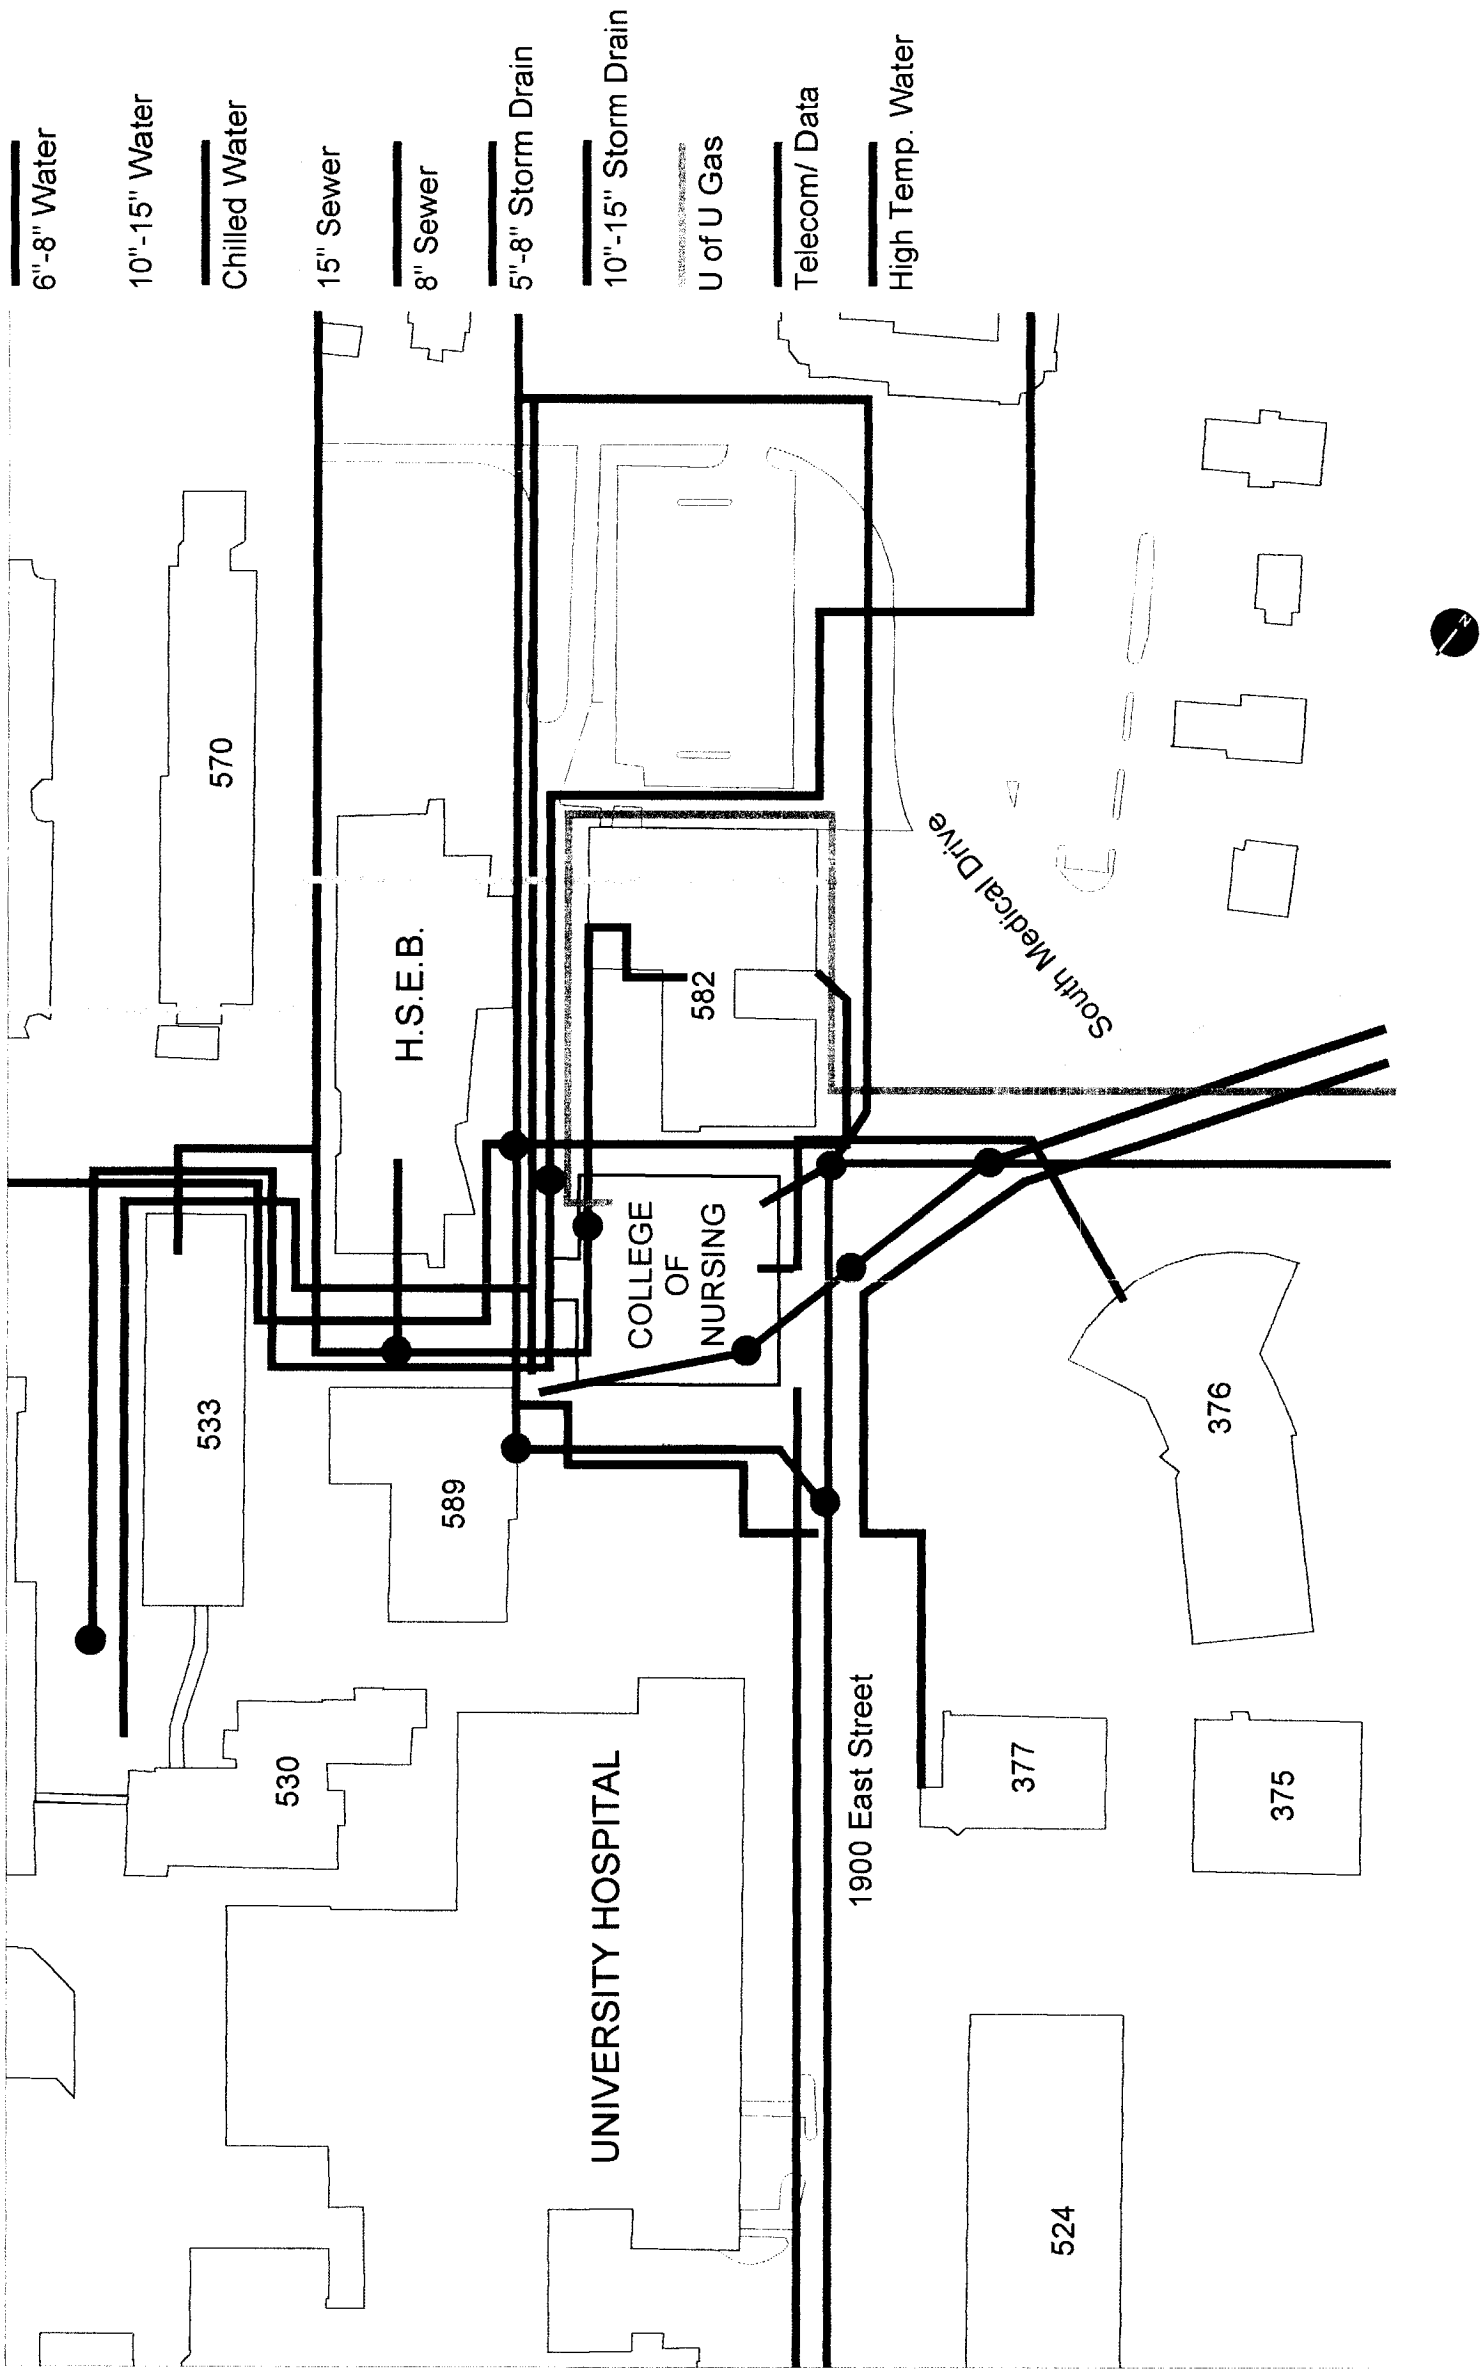 6"-8" Water
10"-15" Water
Chilled Water
15" Sewer
8" Sewer
5"-8" Storm Drain
10"-15" Storm Drain
U of U Gas
Telecom/ Data
High Temp. Water
570
H.S.E.B.
582
South Medical Drive
COLLEGE
OF
NURSING
533
589
376
530
UNIVERSITY HOSPITAL
1900 East Street
377
375
524
N